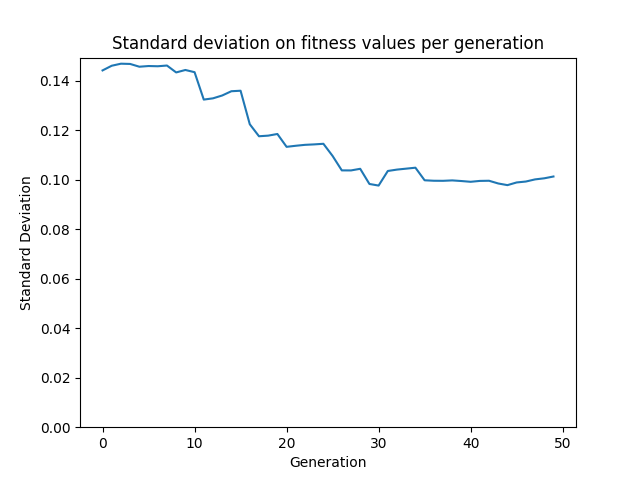 Standard deviation on fitness values per generation
Standard Deviation
0.14
0.12
0.10
0.08
0.06
0.04
0.02
0.00
0 10 20 30 40 50
Generation